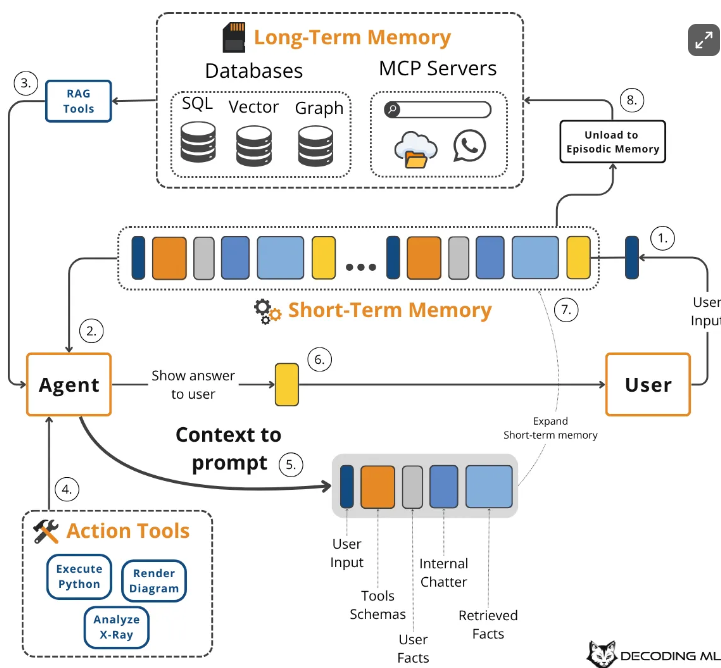 Long-Term Memory
Databases
MCP Servers
SQL
Vector
Graph
3.
RAG
Tools
8.
Unload to
Episodic Memory
1.
User
Input
Short-Term Memory
7.
2.
Agent
Show answer
to user
6.
User
Expand
Short-term memory
Context to
prompt
5.
4.
Action Tools
Execute
Python
Render
Diagram
Analyze
X-Ray
User
Input
Tools
Schemas
User
Facts
Internal
Chatter
Retrieved
Facts
DECODING ML